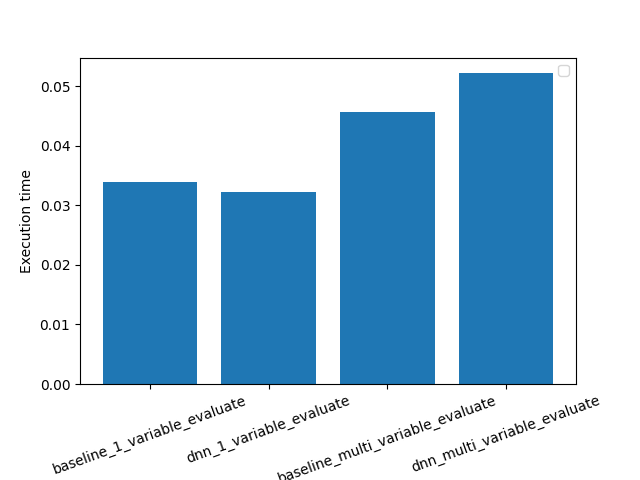 0.05
0.04
0.03
0.02
0.01
0.00
Execution time
baseline_1_variable_evaluate
dnn_1_variable_evaluate
baseline_multi_variable_evaluate
dnn_multi_variable_evaluate